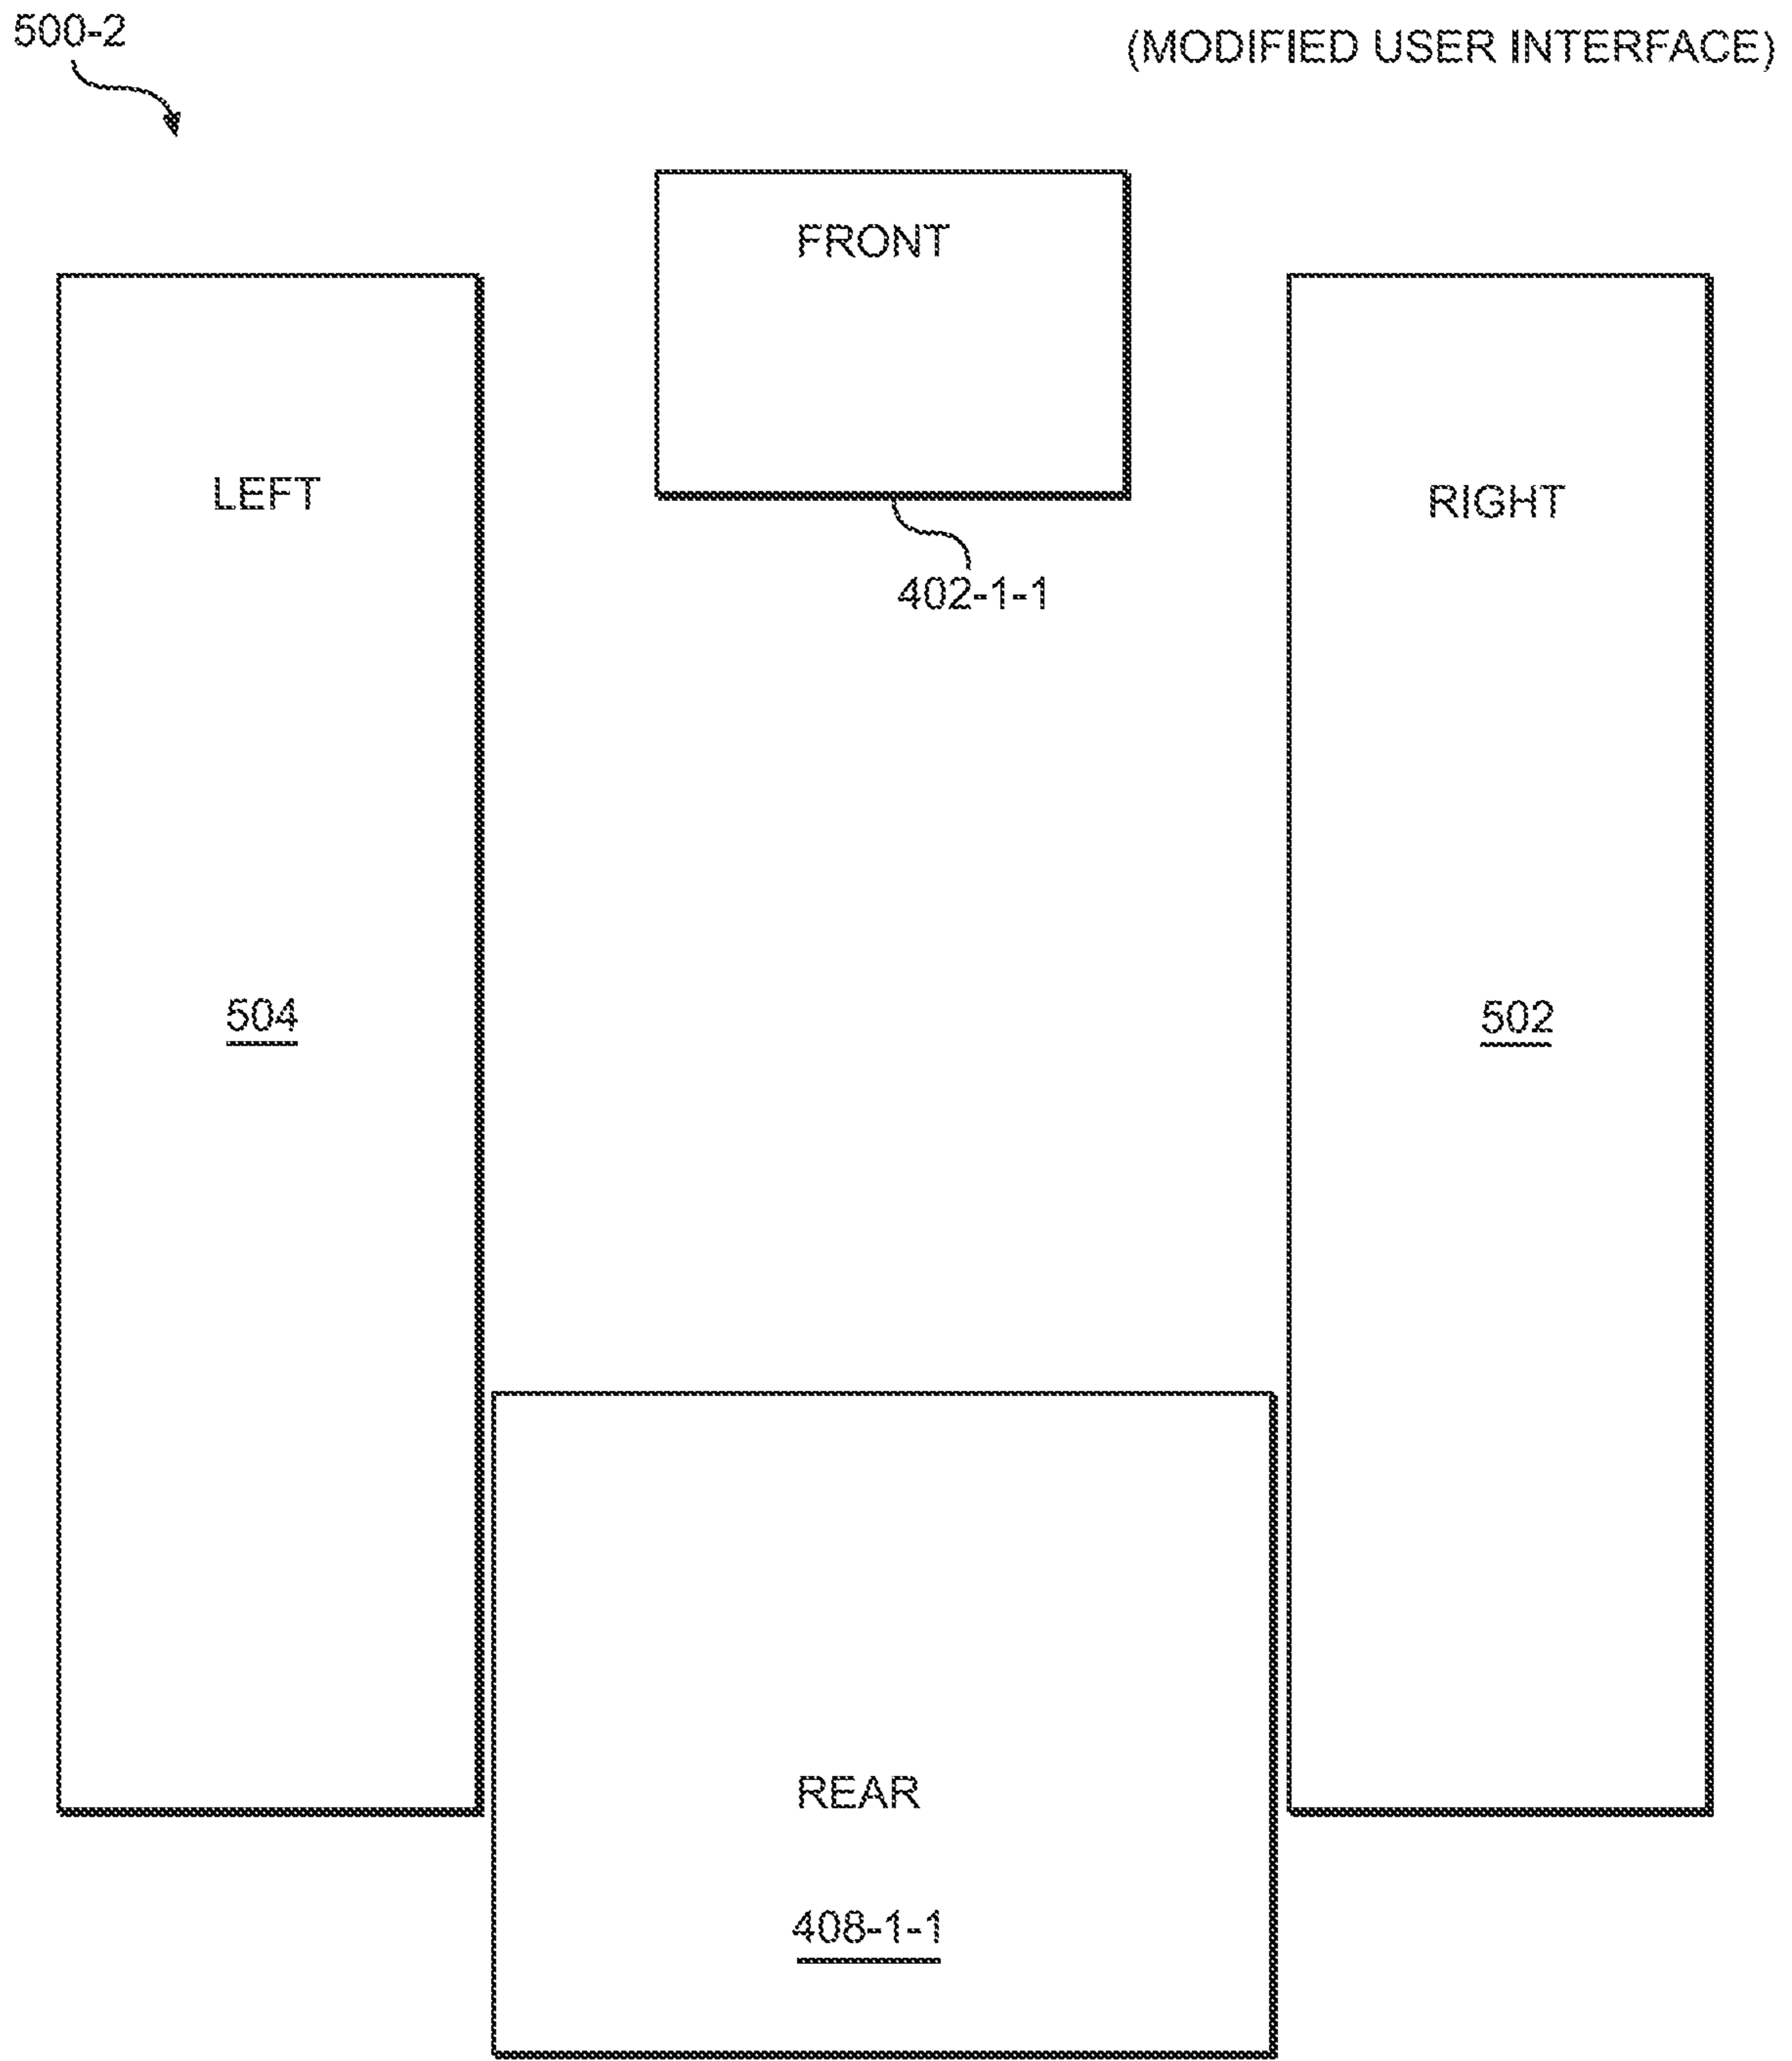 500-2
(MODIFIED USER INTERFACE)
FRONT
LEFT
RIGHT
402-1-1
504
502
REAR
408-1-1